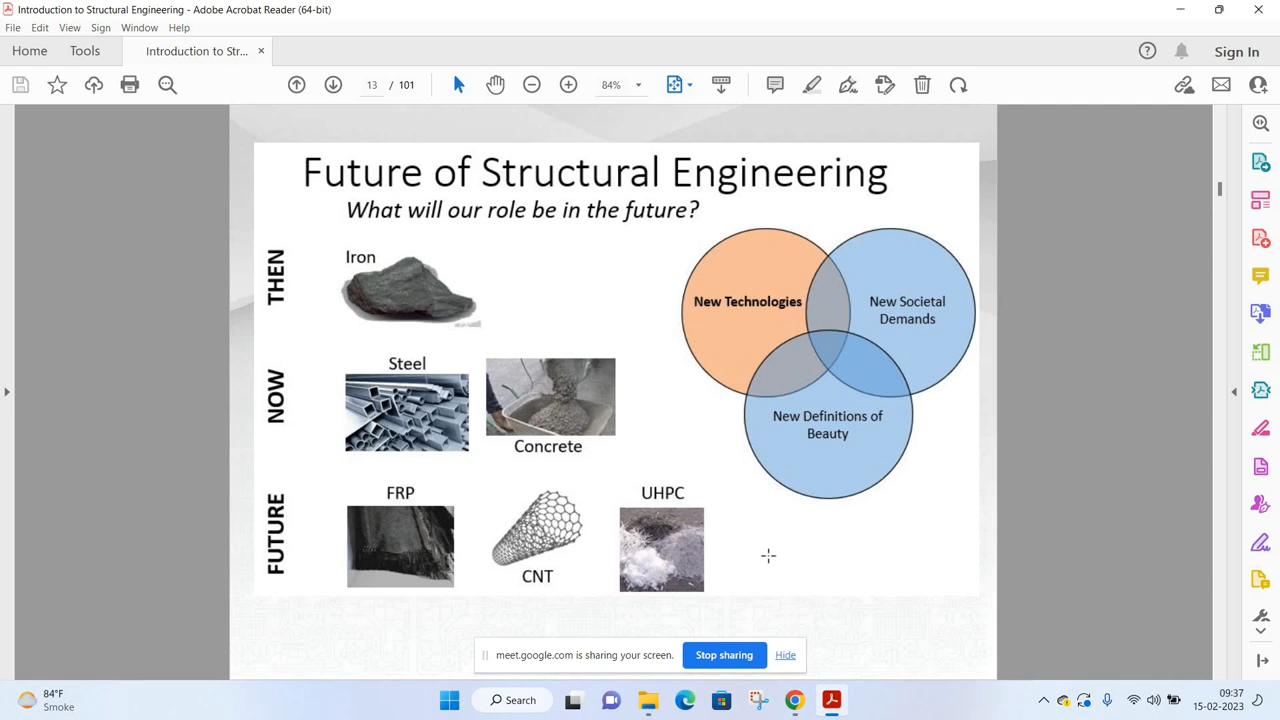 Introduction to Structural Engineering - Adobe Acrobat Reader (64-bit)
File Edit View Sign Window Help
Home Tools Introduction to Str... × Sign In
13 / 101 84%
Future of Structural Engineering
What will our role be in the future?
THEN
Iron
NOW
Steel
Concrete
FUTURE
FRP
CNT
UHPC
New Technologies
New Societal
Demands
New Definitions of
Beauty
meet.google.com is sharing your screen. Stop sharing Hide
84°F
Smoke
Search
09:37
15-02-2023